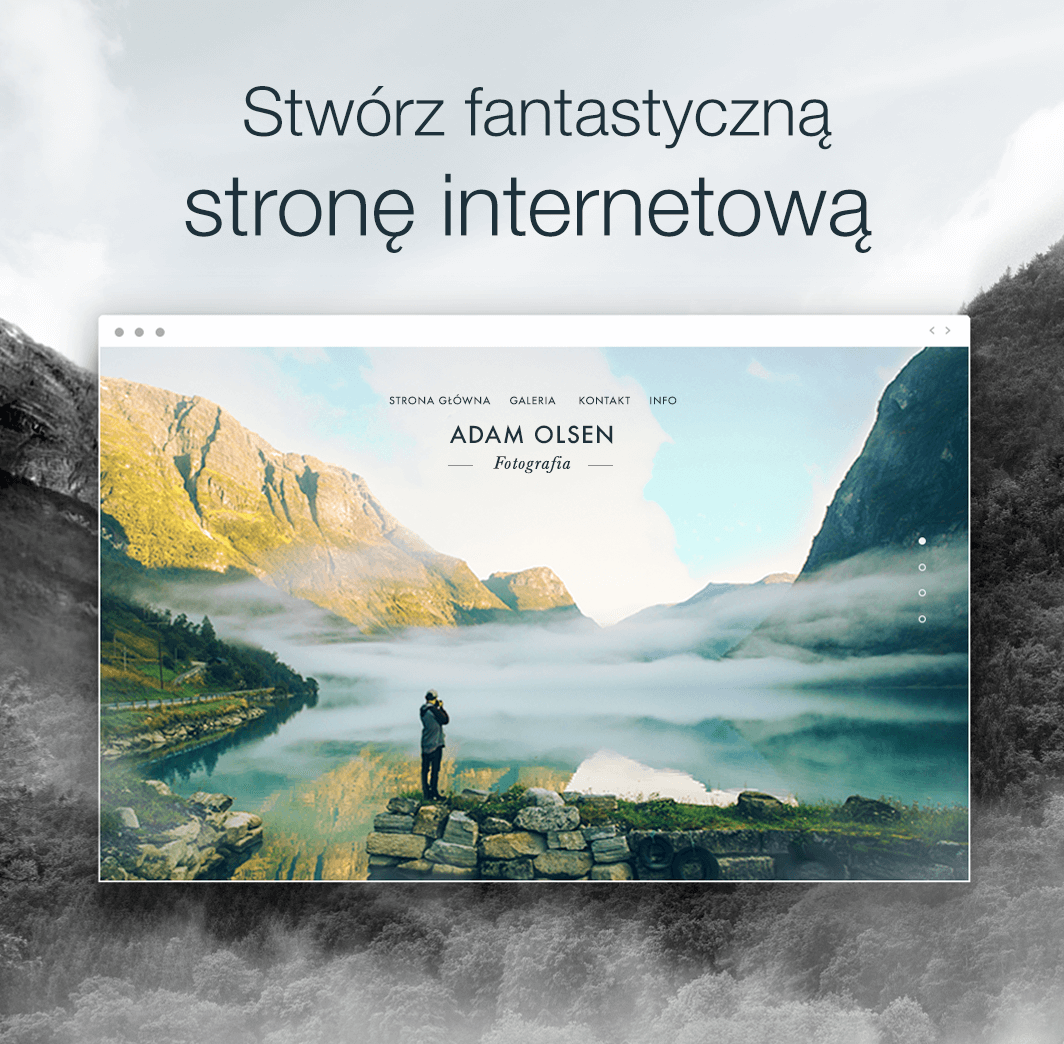 Stwórz fantastyczną
stronę internetową
STRONA GŁÓWNA GALERIA KONTAKT INFO
ADAM OLSEN
Fotografia